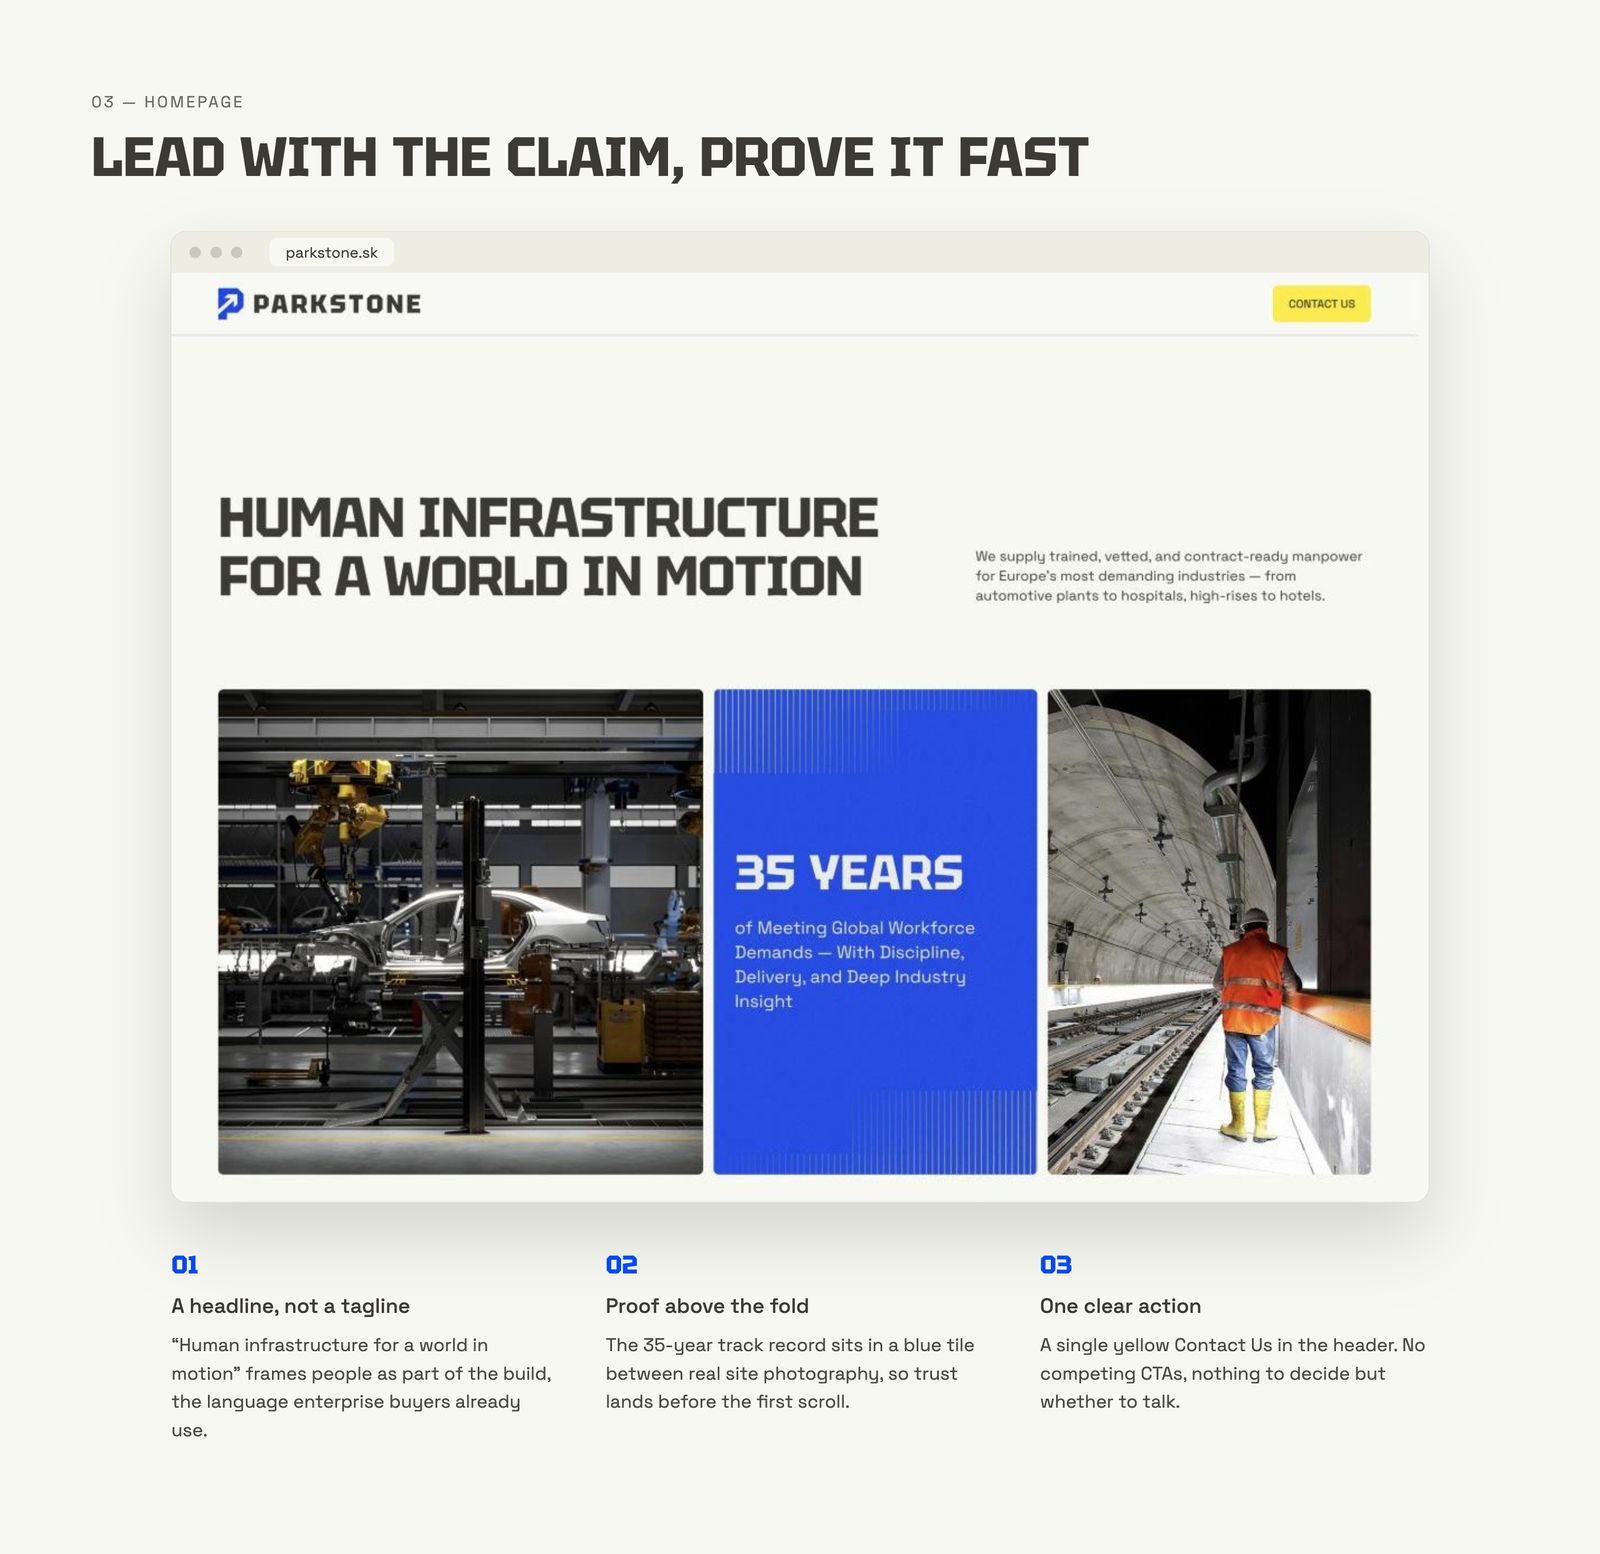 03 — HOMEPAGE
LEAD WITH THE CLAIM, PROVE IT FAST
parkstone.sk
PARKSTONE
CONTACT US
HUMAN INFRASTRUCTURE
FOR A WORLD IN MOTION
We supply trained, vetted, and contract-ready manpower
for Europe's most demanding industries — from
automotive plants to hospitals, high-rises to hotels.
35 YEARS
of Meeting Global Workforce
Demands — With Discipline,
Delivery, and Deep Industry
Insight
01
A headline, not a tagline
“Human infrastructure for a world in
motion” frames people as part of the build,
the language enterprise buyers already
use.
02
Proof above the fold
The 35-year track record sits in a blue tile
between real site photography, so trust
lands before the first scroll.
03
One clear action
A single yellow Contact Us in the header. No
competing CTAs, nothing to decide but
whether to talk.